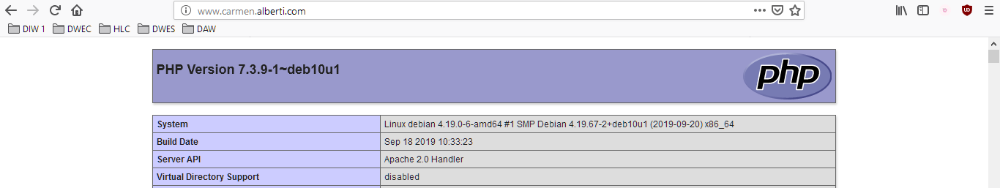 www.carmen.alberti.com
DIW 1 DWEC HLC DWES DAW
PHP Version 7.3.9-1~deb10u1
php
System Linux debian 4.19.0-6-amd64 #1 SMP Debian 4.19.67-2+deb10u1 (2019-09-20) x86_64
Build Date Sep 18 2019 10:33:23
Server API Apache 2.0 Handler
Virtual Directory Support disabled